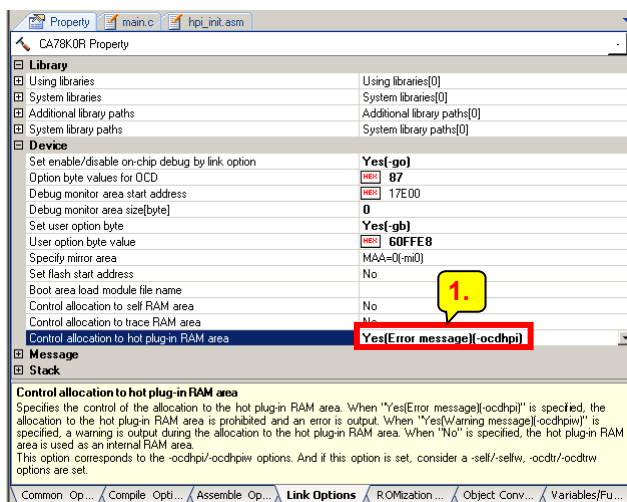 Property main.c hpi_init.asm
CA78K0R Property
Library
Using libraries Using libraries[0]
System libraries System libraries[0]
Additional library paths Additional library paths[0]
System library paths System library paths[0]
Device
Set enable/disable on-chip debug by link option Yes(-go)
Option byte values for OCD HEX 87
Debug monitor area start address HEX 17E00
Debug monitor area size[byte] 0
Set user option byte Yes(-gb)
User option byte value HEX 60FFE8
Specify mirror area MAA=0(-mi0)
Set flash start address No
Boot area load module file name
1.
Control allocation to self RAM area No
Control allocation to trace RAM area No
Control allocation to hot plug-in RAM area Yes(Error message)(-ocdhpi)
Message
Stack
Control allocation to hot plug-in RAM area
Specifies the control of the allocation to the hot plug-in RAM area. When "Yes(Error message)(-ocdhpi)" is specified, the
allocation to the hot plug-in RAM area is prohibited and an error is output. When "Yes(Warning message)(-ocdhpiw)" is
specified, a warning is output during the allocation to the hot plug-in RAM area. When "No" is specified, the hot plug-in RAM
area is used as an internal RAM area.
This option corresponds to the -ocdhpi/-ocdhpiw options. And if this option is set, consider a -self/-selfw, -ocdtr/-ocdtrw
options are set.
Common Op... Compile Opti... Assemble Op... Link Options ROMization ... Object Conv... Variables/Fu...